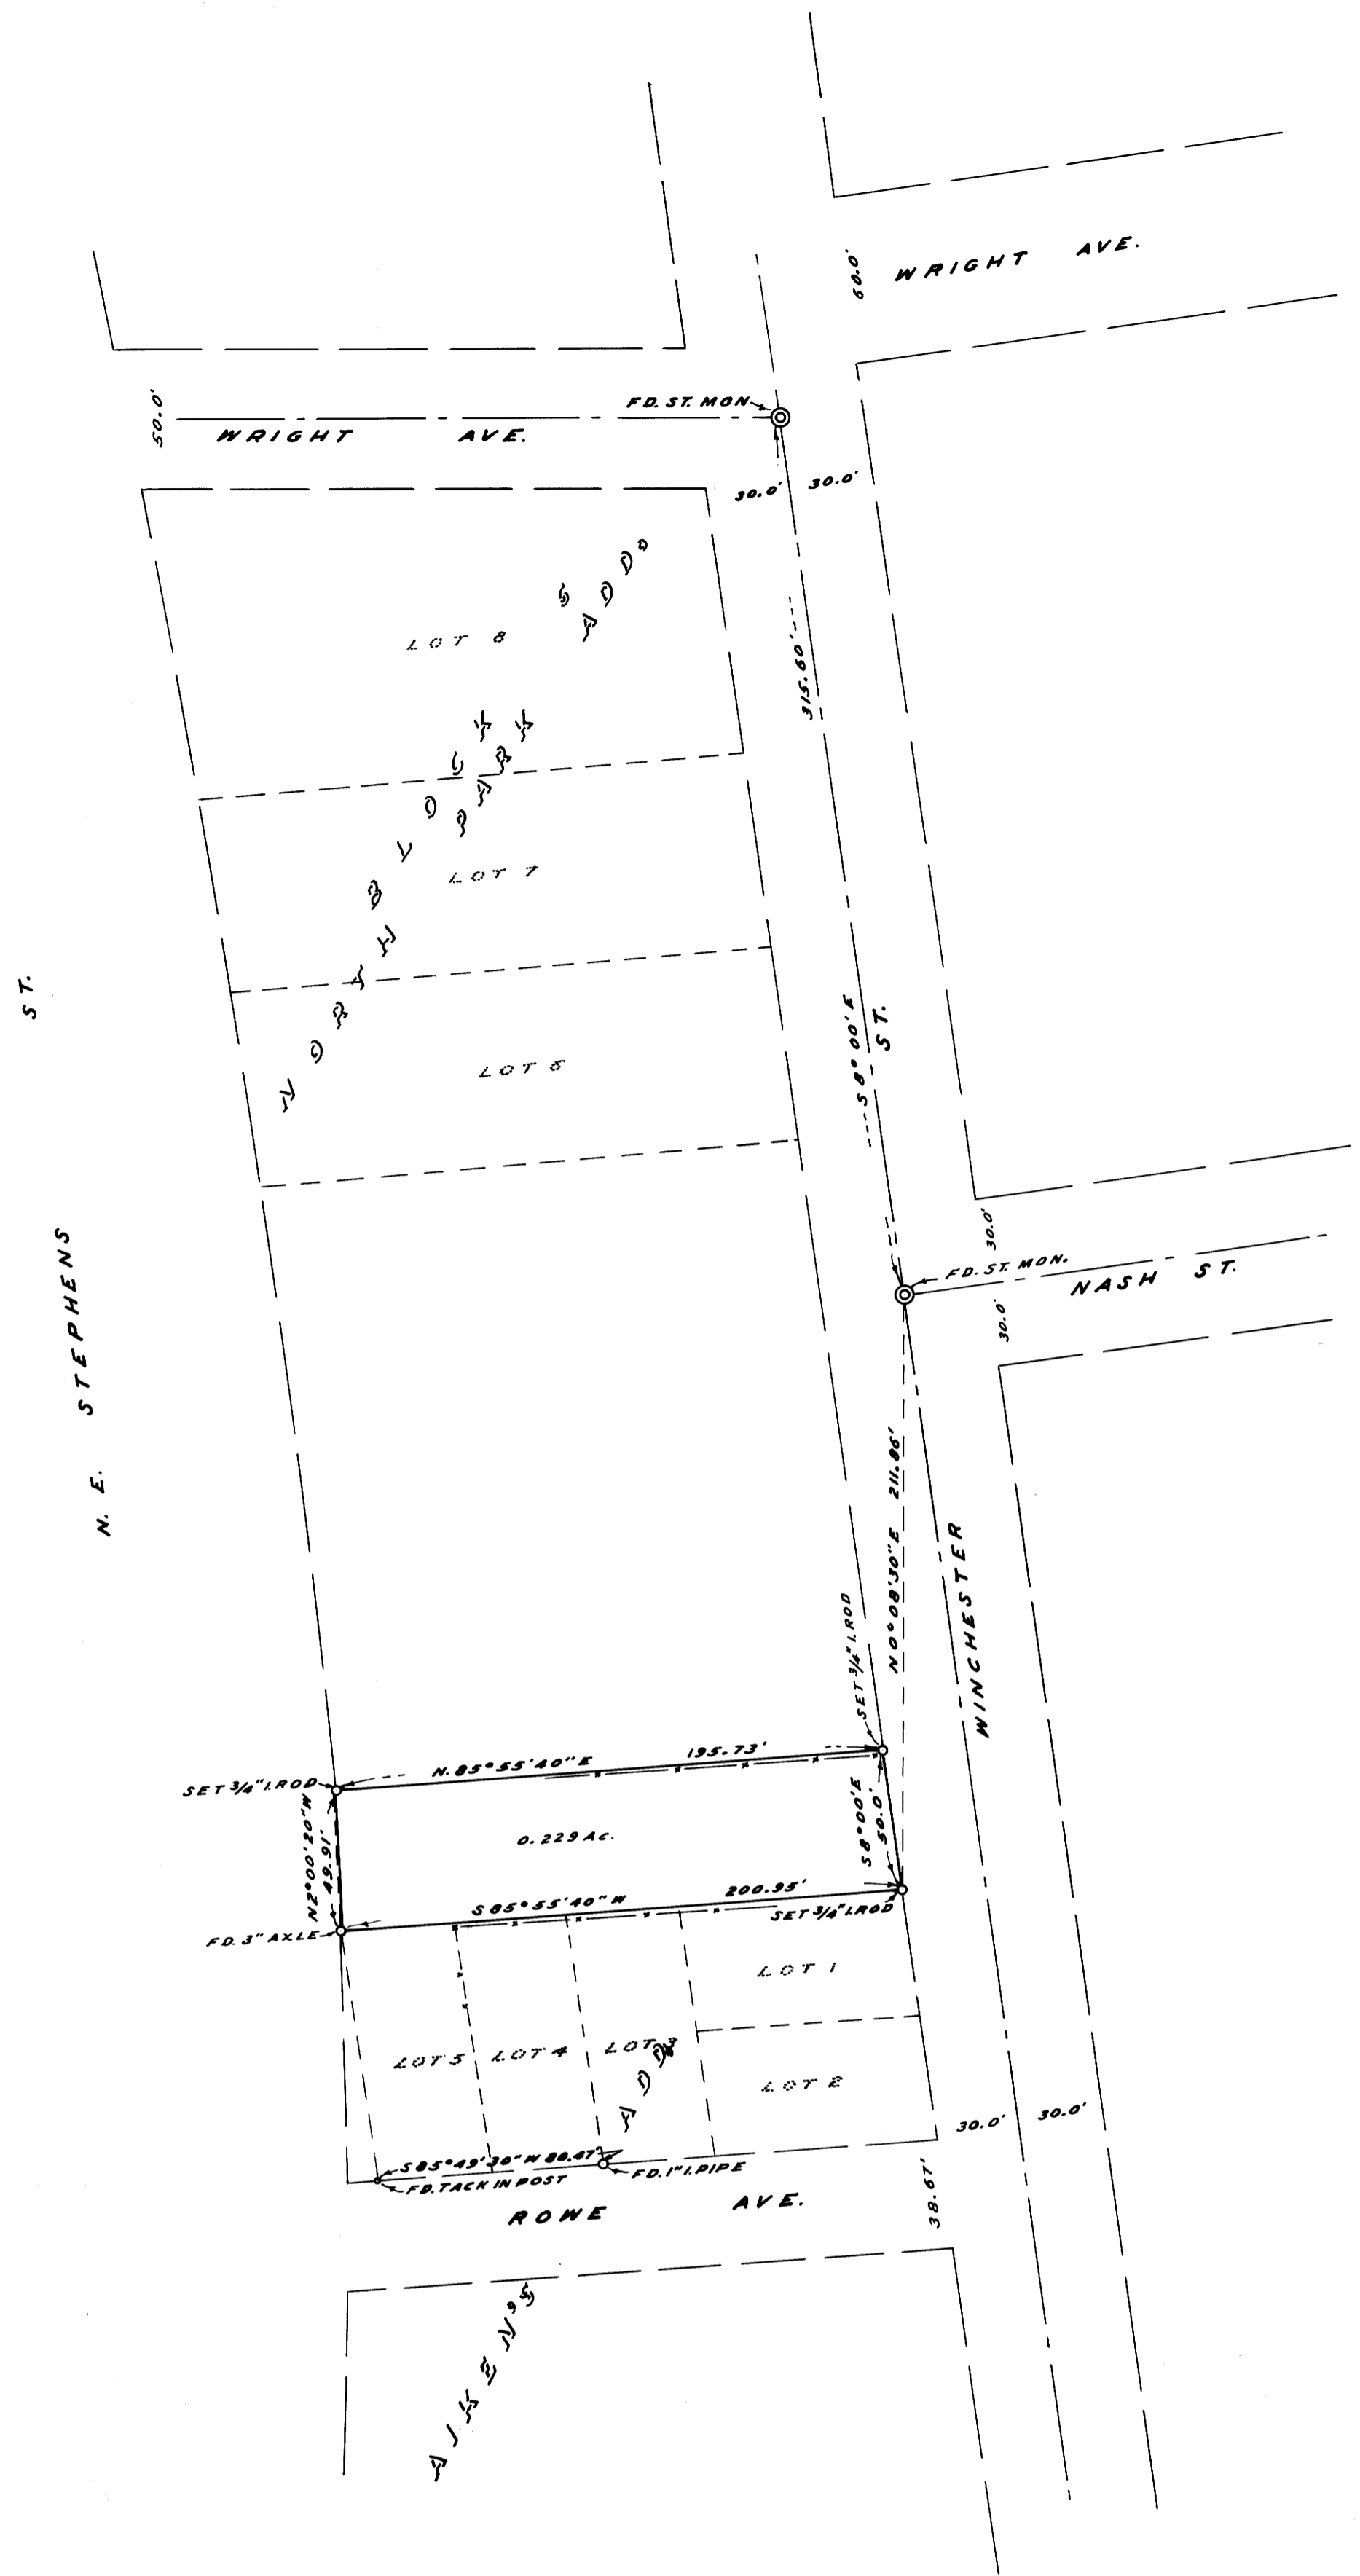 WRIGHT AVE.
60.0'
50.0'
FD. ST. MON
WRIGHT AVE.
30.0' 30.0'
LOT 8
315.60'
LOT 7
S 8° 00' E
ST.
LOT 6
ST.
30.0'
FD. ST. MON.
NASH ST.
30.0'
N. E. STEPHENS
N 0° 08' 30" E 211.86'
WINCHESTER
SET 3/4" I. ROD
N. 85° 55' 40" E 195.73'
SET 3/4" I. ROD
N 2° 00' 20" W
49.91'
0.229 AC.
S 8° 00' E
50.0'
S 85° 55' 40" W 200.95'
SET 3/4" I. ROD
FD. 3" AXLE
LOT 1
LOT 5 LOT 4 LOT 3
LOT 2
30.0' 30.0'
FD. 1" I. PIPE
FD. TACK IN POST
38.67'
ROWE AVE.
AIKENS